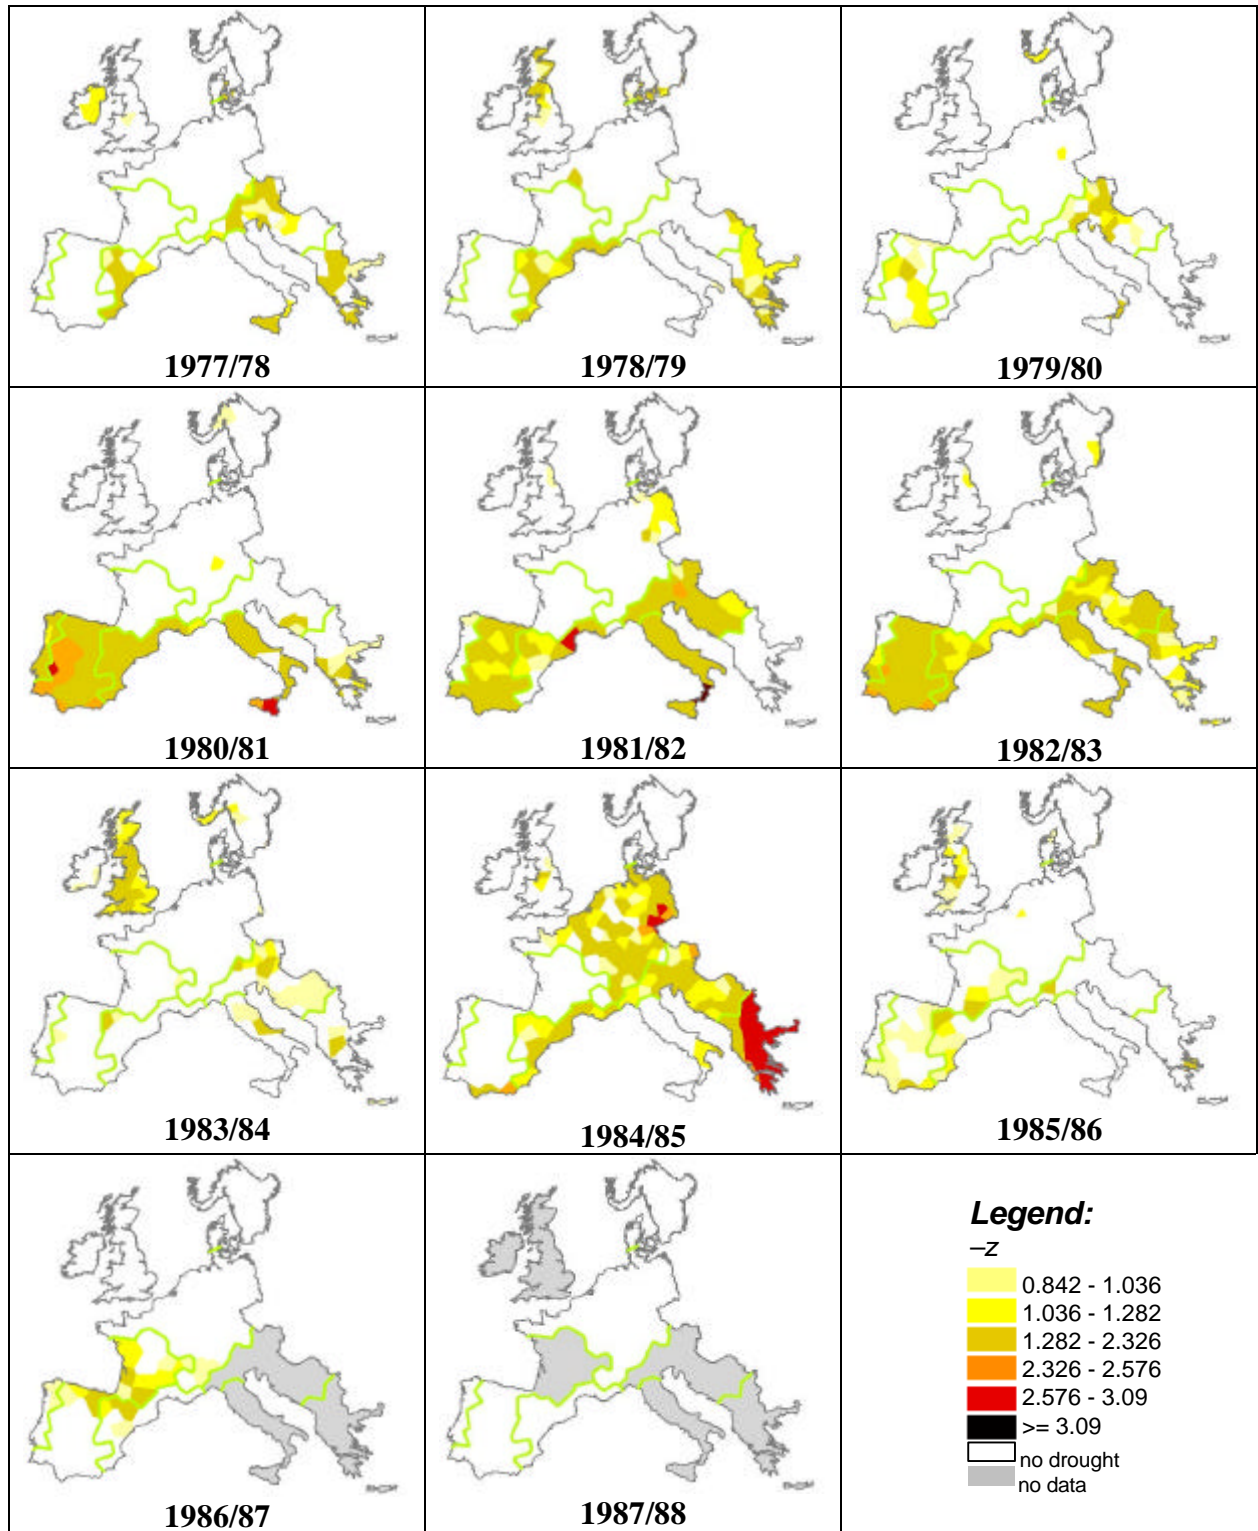 1977/78
1978/79
1979/80
1980/81
1981/82
1982/83
1983/84
1984/85
1985/86
1986/87
1987/88
Legend:
–z
0.842 - 1.036
1.036 - 1.282
1.282 - 2.326
2.326 - 2.576
2.576 - 3.09
>= 3.09
no drought
no data